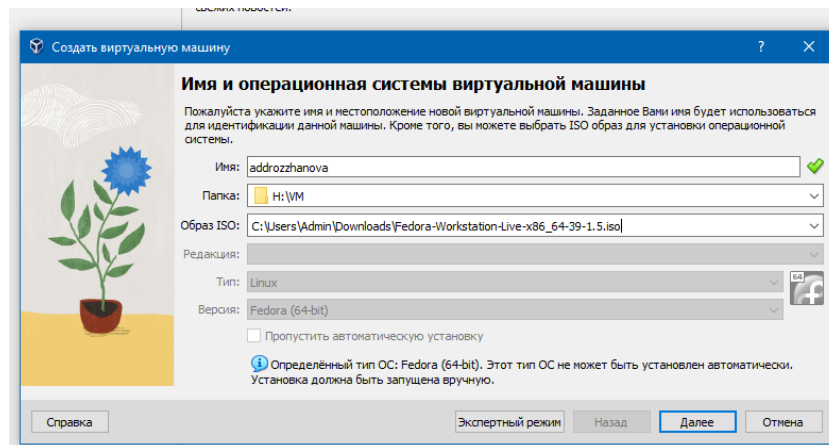 свежих новостей.
Создать виртуальную машину
? ×
Имя и операционная системы виртуальной машины
Пожалуйста укажите имя и местоположение новой виртуальной машины. Заданное Вами имя будет использоваться
для идентификации данной машины. Кроме того, вы можете выбрать ISO образ для установки операционной
системы.
Имя: addrozzhanova
Папка: H:\VM
Образ ISO: C:\Users\Admin\Downloads\Fedora-Workstation-Live-x86_64-39-1.5.iso
Редакция:
Тип: Linux
64
Версия: Fedora (64-bit)
Пропустить автоматическую установку
Определённый тип ОС: Fedora (64-bit). Этот тип ОС не может быть установлен автоматически.
Установка должна быть запущена вручную.
Справка Экспертный режим Назад Далее Отмена